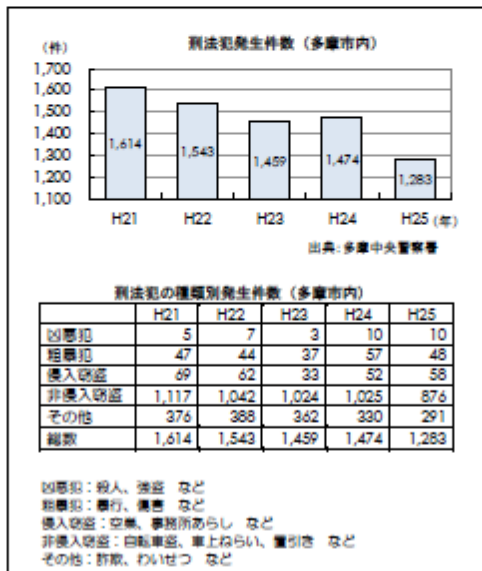 刑法犯発生件数（多摩市内）
(件)
1,700
1,600
1,500
1,400
1,300
1,200
1,100
1,614
1,543
1,459
1,474
1,283
H21 H22 H23 H24 H25 (年)
出典:多摩中央警察署
刑法犯の種類別発生件数（多摩市内）
H21 H22 H23 H24 H25
凶悪犯 5 7 3 10 10
粗暴犯 47 44 37 57 48
侵入窃盗 69 62 33 52 58
非侵入窃盗 1,117 1,042 1,024 1,025 876
その他 376 388 362 330 291
総数 1,614 1,543 1,459 1,474 1,283
凶悪犯：殺人、強盗 など
粗暴犯：暴行、傷害 など
侵入窃盗：空巣、事務所あらし など
非侵入窃盗：自転車盗、車上ねらい、置引き など
その他：詐欺、わいせつ など